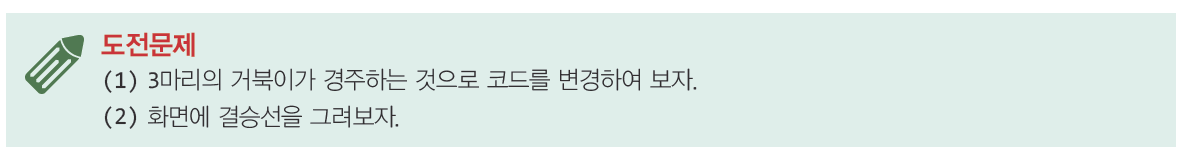 도전문제
(1) 3마리의 거북이가 경주하는 것으로 코드를 변경하여 보자.
(2) 화면에 결승선을 그려보자.